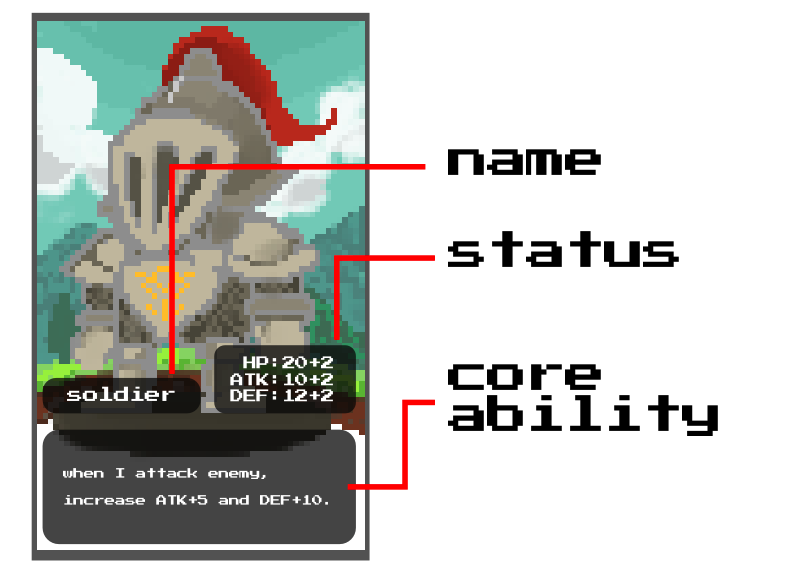 name
status
core
ability
HP:20+2
ATK:10+2
DEF:12+2
soldier
when I attack enemy,
increase ATK+5 and DEF+10.